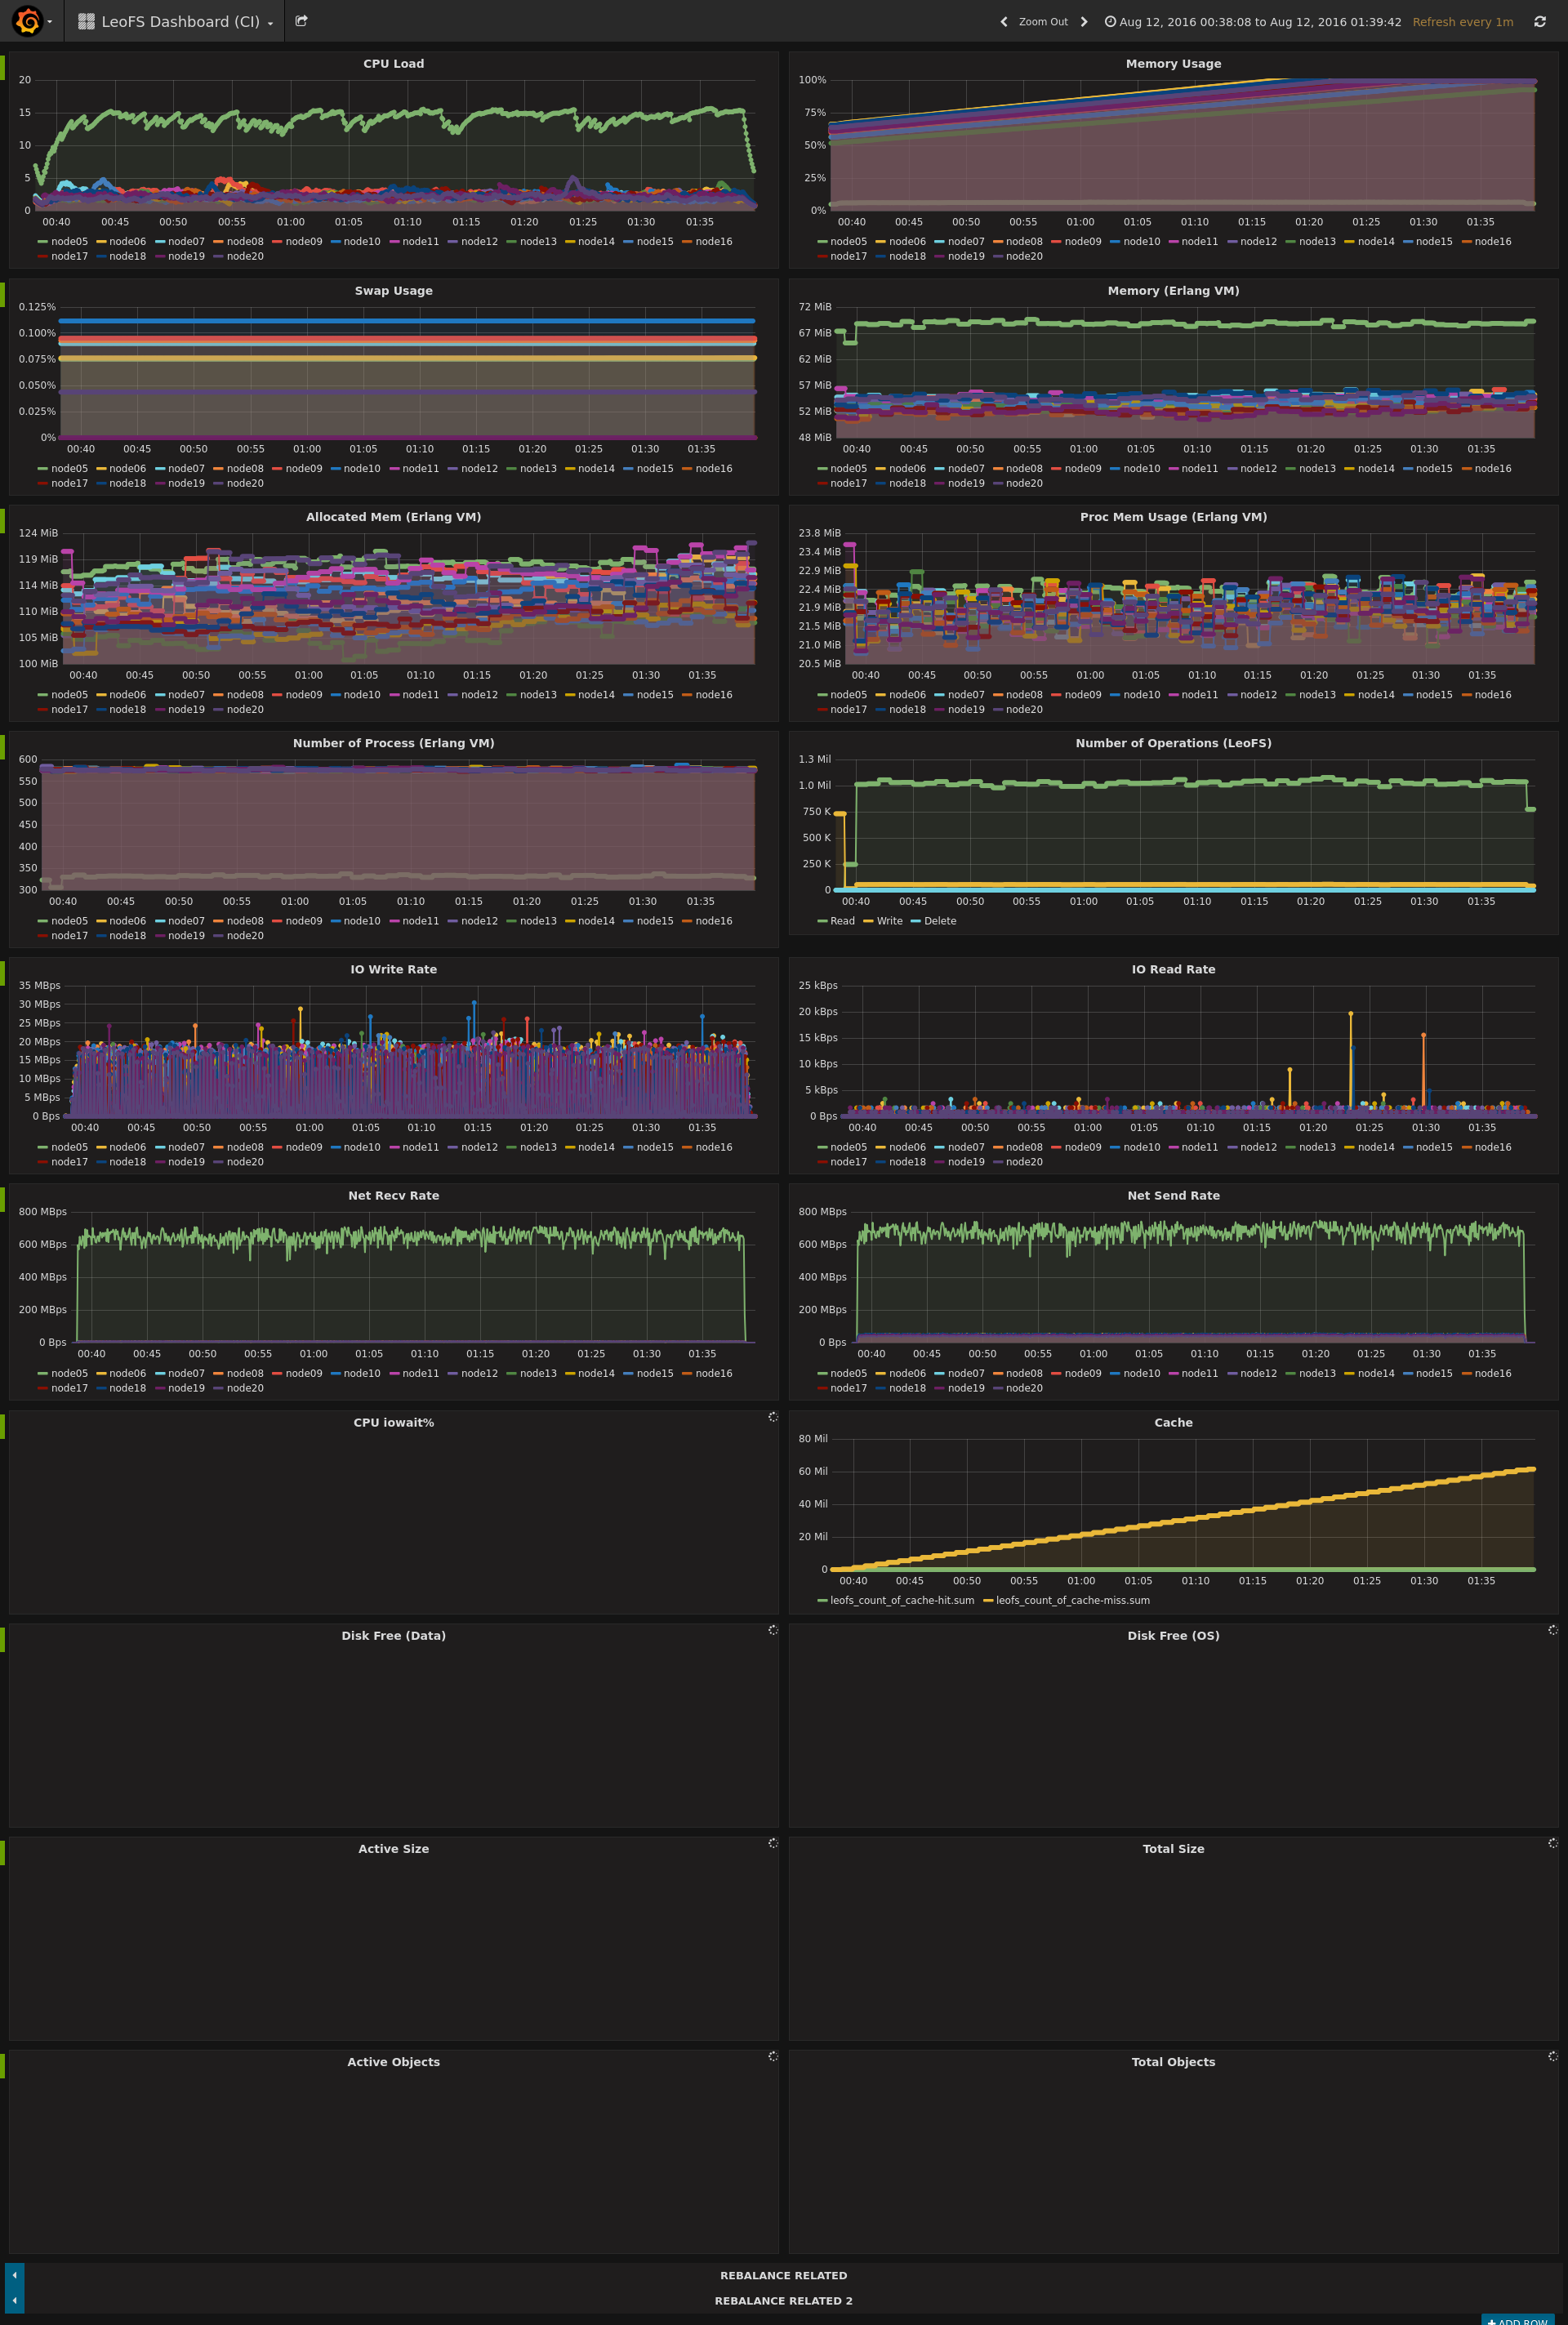 LeoFS Dashboard (CI)
Zoom Out
Aug 12, 2016 00:38:08 to Aug 12, 2016 01:39:42
Refresh every 1m
CPU Load
20
15
10
5
0
00:40 00:45 00:50 00:55 01:00 01:05 01:10 01:15 01:20 01:25 01:30 01:35
node05 node06 node07 node08 node09 node10 node11 node12 node13 node14 node15 node16
node17 node18 node19 node20
Memory Usage
100%
75%
50%
25%
0%
00:40 00:45 00:50 00:55 01:00 01:05 01:10 01:15 01:20 01:25 01:30 01:35
node05 node06 node07 node08 node09 node10 node11 node12 node13 node14 node15 node16
node17 node18 node19 node20
Swap Usage
0.125%
0.100%
0.075%
0.050%
0.025%
0%
00:40 00:45 00:50 00:55 01:00 01:05 01:10 01:15 01:20 01:25 01:30 01:35
node05 node06 node07 node08 node09 node10 node11 node12 node13 node14 node15 node16
node17 node18 node19 node20
Memory (Erlang VM)
72 MiB
67 MiB
62 MiB
57 MiB
52 MiB
48 MiB
00:40 00:45 00:50 00:55 01:00 01:05 01:10 01:15 01:20 01:25 01:30 01:35
node05 node06 node07 node08 node09 node10 node11 node12 node13 node14 node15 node16
node17 node18 node19 node20
Allocated Mem (Erlang VM)
124 MiB
119 MiB
114 MiB
110 MiB
105 MiB
100 MiB
00:40 00:45 00:50 00:55 01:00 01:05 01:10 01:15 01:20 01:25 01:30 01:35
node05 node06 node07 node08 node09 node10 node11 node12 node13 node14 node15 node16
node17 node18 node19 node20
Proc Mem Usage (Erlang VM)
23.8 MiB
23.4 MiB
22.9 MiB
22.4 MiB
21.9 MiB
21.5 MiB
21.0 MiB
20.5 MiB
00:40 00:45 00:50 00:55 01:00 01:05 01:10 01:15 01:20 01:25 01:30 01:35
node05 node06 node07 node08 node09 node10 node11 node12 node13 node14 node15 node16
node17 node18 node19 node20
Number of Process (Erlang VM)
600
550
500
450
400
350
300
00:40 00:45 00:50 00:55 01:00 01:05 01:10 01:15 01:20 01:25 01:30 01:35
node05 node06 node07 node08 node09 node10 node11 node12 node13 node14 node15 node16
node17 node18 node19 node20
Number of Operations (LeoFS)
1.3 Mil
1.0 Mil
750 K
500 K
250 K
0
00:40 00:45 00:50 00:55 01:00 01:05 01:10 01:15 01:20 01:25 01:30 01:35
Read Write Delete
IO Write Rate
35 MBps
30 MBps
25 MBps
20 MBps
15 MBps
10 MBps
5 MBps
0 Bps
00:40 00:45 00:50 00:55 01:00 01:05 01:10 01:15 01:20 01:25 01:30 01:35
node05 node06 node07 node08 node09 node10 node11 node12 node13 node14 node15 node16
node17 node18 node19 node20
IO Read Rate
25 kBps
20 kBps
15 kBps
10 kBps
5 kBps
0 Bps
00:40 00:45 00:50 00:55 01:00 01:05 01:10 01:15 01:20 01:25 01:30 01:35
node05 node06 node07 node08 node09 node10 node11 node12 node13 node14 node15 node16
node17 node18 node19 node20
Net Recv Rate
800 MBps
600 MBps
400 MBps
200 MBps
0 Bps
00:40 00:45 00:50 00:55 01:00 01:05 01:10 01:15 01:20 01:25 01:30 01:35
node05 node06 node07 node08 node09 node10 node11 node12 node13 node14 node15 node16
node17 node18 node19 node20
Net Send Rate
800 MBps
600 MBps
400 MBps
200 MBps
0 Bps
00:40 00:45 00:50 00:55 01:00 01:05 01:10 01:15 01:20 01:25 01:30 01:35
node05 node06 node07 node08 node09 node10 node11 node12 node13 node14 node15 node16
node17 node18 node19 node20
CPU iowait%
Cache
80 Mil
60 Mil
40 Mil
20 Mil
0
00:40 00:45 00:50 00:55 01:00 01:05 01:10 01:15 01:20 01:25 01:30 01:35
leofs_count_of_cache-hit.sum leofs_count_of_cache-miss.sum
Disk Free (Data)
Disk Free (OS)
Active Size
Total Size
Active Objects
Total Objects
REBALANCE RELATED
REBALANCE RELATED 2
ADD ROW